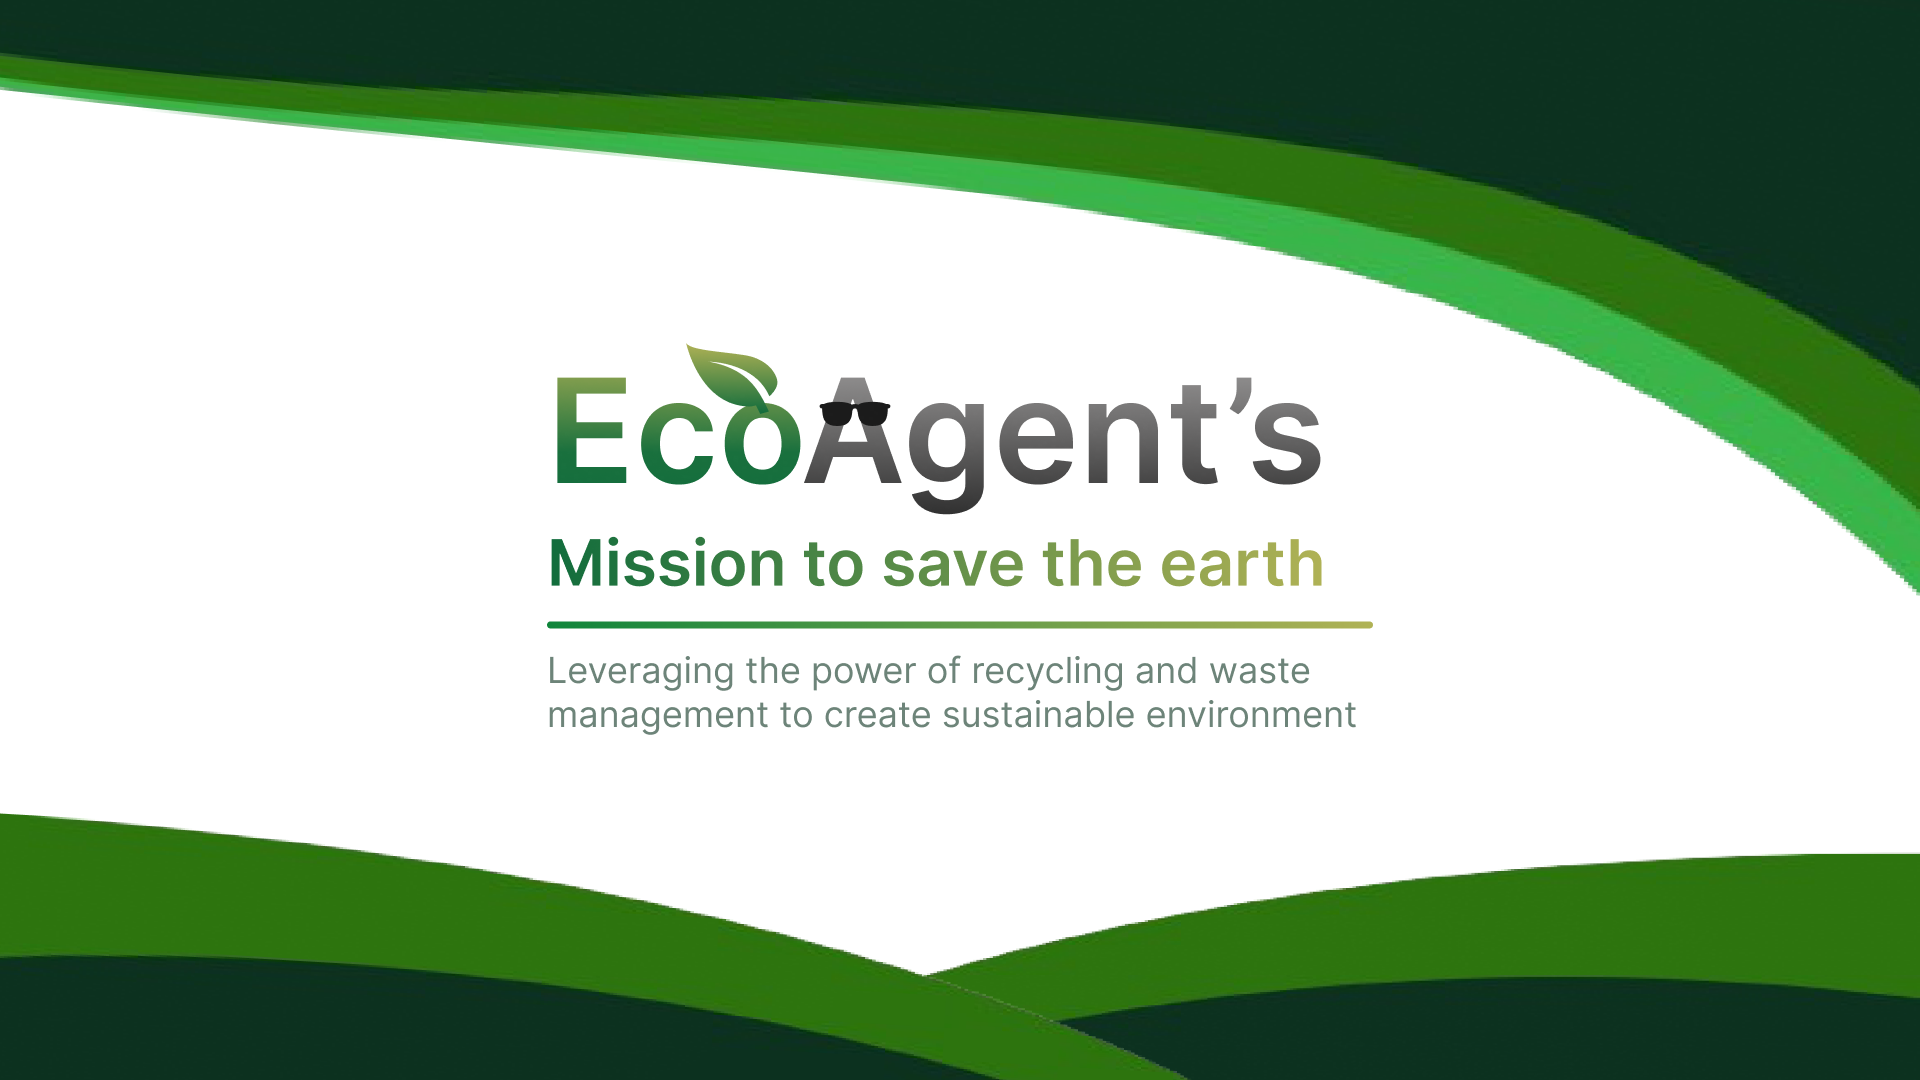 EcoAgent’s
Mission to save the earth
Leveraging the power of recycling and waste
management to create sustainable environment